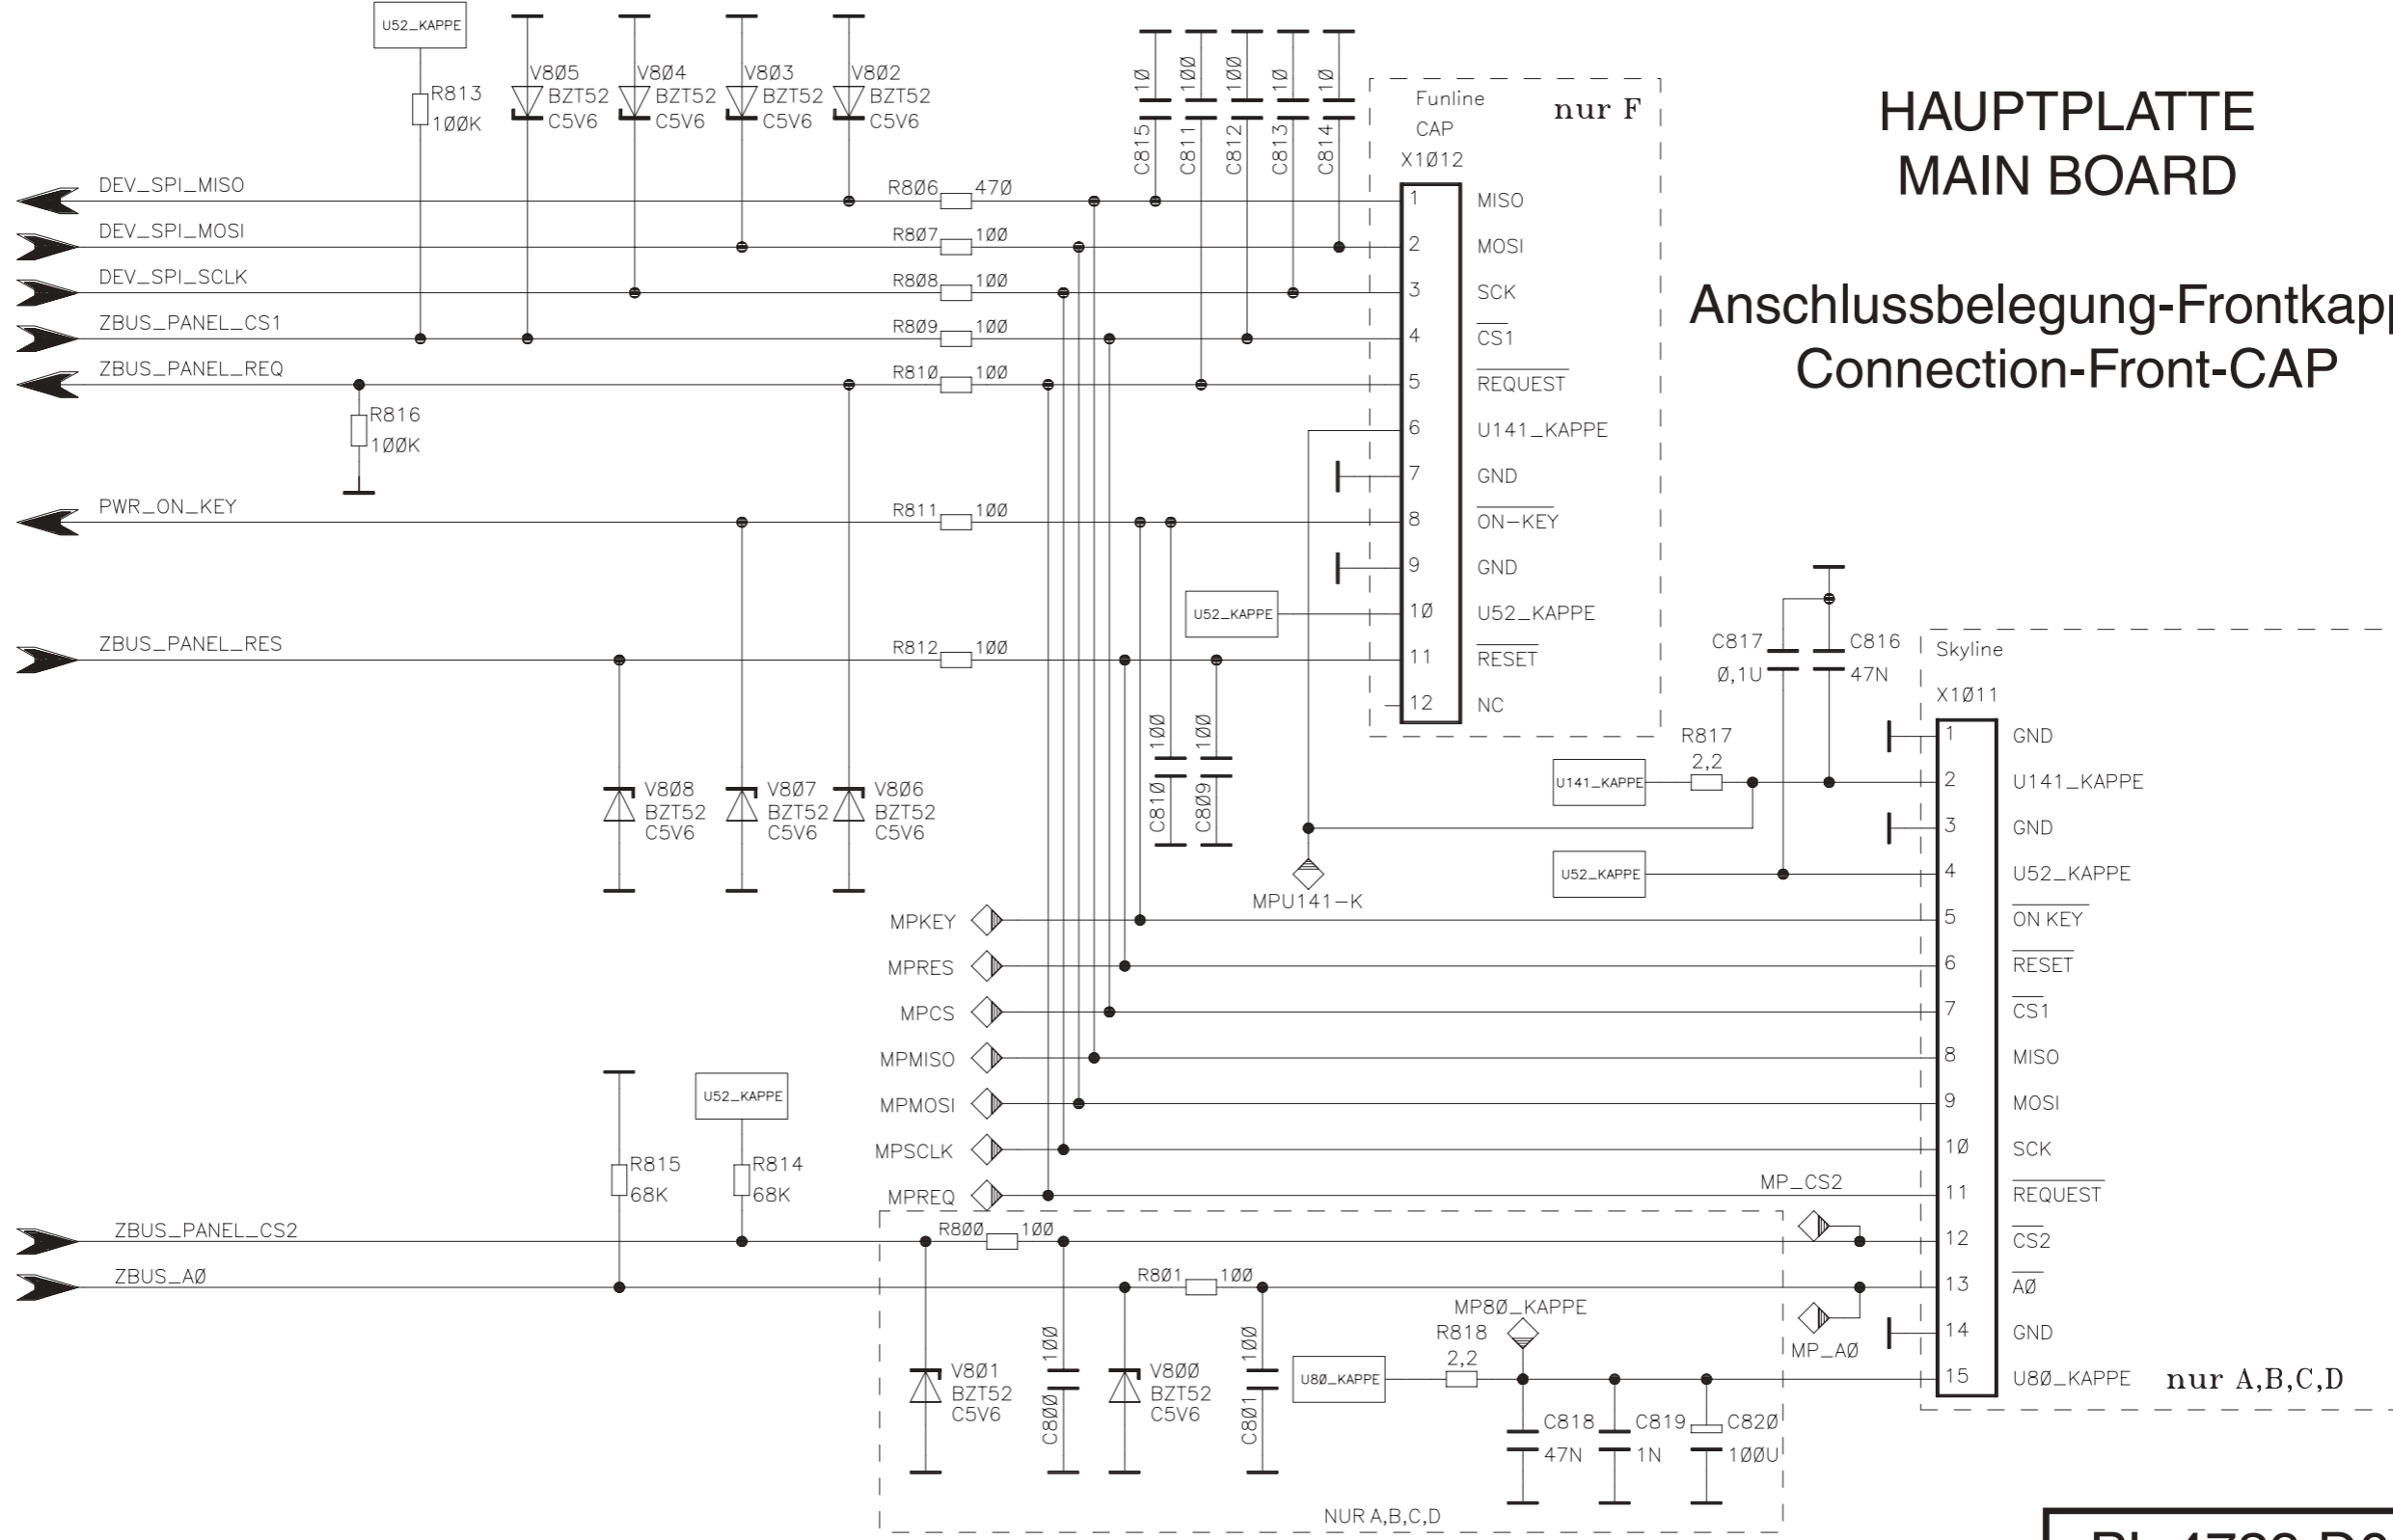 HAUPTPLATTE
MAIN BOARD
Anschlussbelegung-Frontkapp
Connection-Front-CAP
U52_KAPPE
R813
100K
V805
BZT52
C5V6
V804
BZT52
C5V6
V803
BZT52
C5V6
V802
BZT52
C5V6
C815 10
C811 100
C812 100
C813 10
C814 10
Funline
CAP
X1012
nur F
DEV_SPI_MISO
R806 470
1 MISO
DEV_SPI_MOSI
R807 100
2 MOSI
DEV_SPI_SCLK
R808 100
3 SCK
ZBUS_PANEL_CS1
R809 100
4 CS1
ZBUS_PANEL_REQ
R810 100
5 REQUEST
R816
100K
6 U141_KAPPE
7 GND
PWR_ON_KEY
R811 100
8 ON-KEY
9 GND
U52_KAPPE
10 U52_KAPPE
ZBUS_PANEL_RES
R812 100
11 RESET
12 NC
V808
BZT52
C5V6
V807
BZT52
C5V6
V806
BZT52
C5V6
C810 100
C809 100
MPU141-K
C817
0,1U
C816
47N
R817
2,2
U141_KAPPE
U52_KAPPE
Skyline
X1011
1 GND
2 U141_KAPPE
3 GND
4 U52_KAPPE
MPKEY
5 ON KEY
MPRES
6 RESET
MPCS
7 CS1
MPMISO
8 MISO
MPMOSI
9 MOSI
MPSCLK
10 SCK
MPREQ
MP_CS2
11 REQUEST
U52_KAPPE
R815
68K
R814
68K
ZBUS_PANEL_CS2
R800 100
12 CS2
ZBUS_A0
R801 100
13 A0
MP_A0
14 GND
15 U80_KAPPE
nur A,B,C,D
V801
BZT52
C5V6
C800 100
V800
BZT52
C5V6
C801 100
U80_KAPPE
MP80_KAPPE
R818
2,2
C818
47N
C819
1N
C820
100U
NUR A,B,C,D